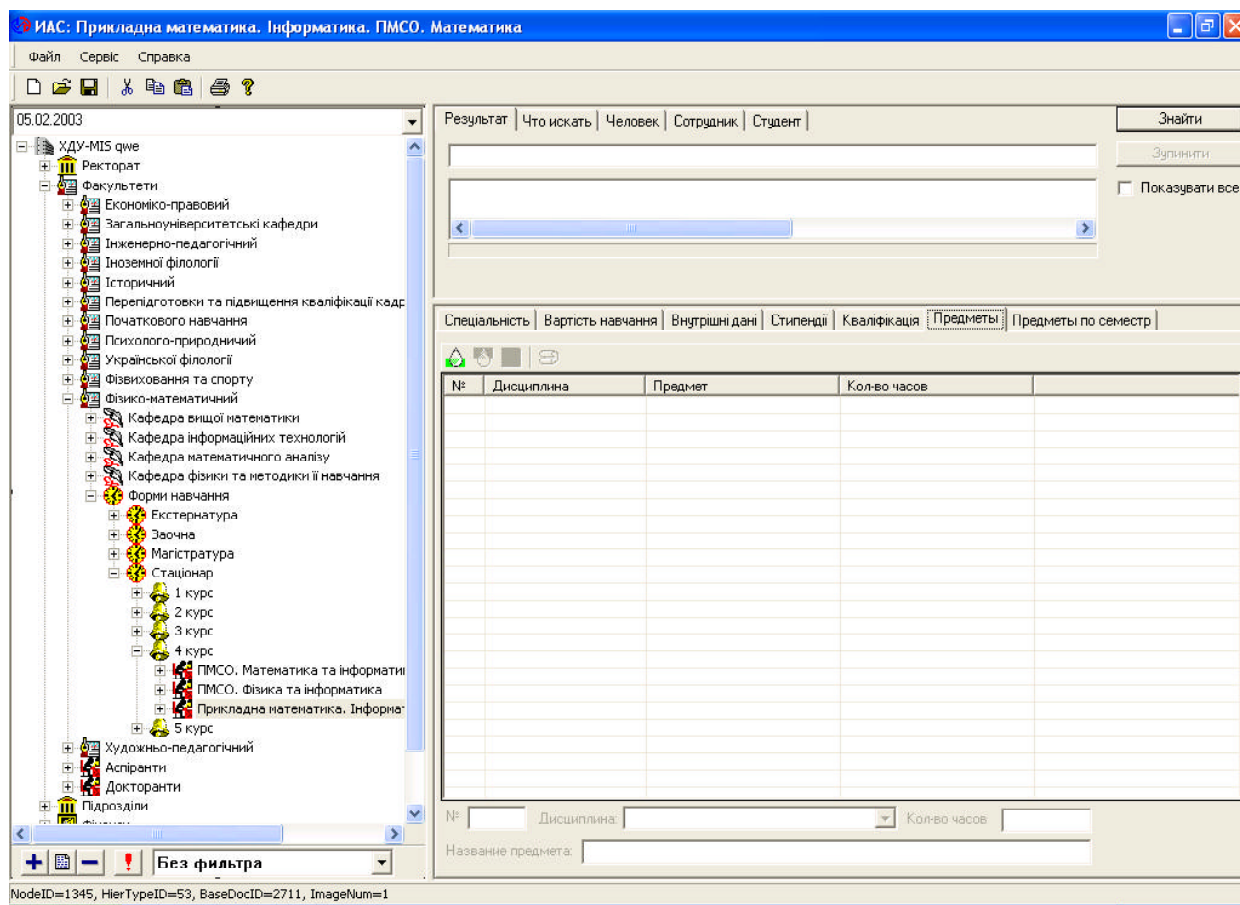 ИАС: Прикладна математика. Інформатика. ПМСО. Математика
Файл Сервіс Справка
05.02.2003
ХДУ-MIS qwe
Ректорат
Факультети
Економіко-правовий
Загальноуніверситетські кафедри
Інженерно-педагогічний
Іноземної філології
Історичний
Перепідготовки та підвищення кваліфікації кадр
Початкового навчання
Психолого-природничий
Української філології
Фізвиховання та спорту
Фізико-математичний
Кафедра вищої математики
Кафедра інформаційних технологій
Кафедра математичного аналізу
Кафедра фізики та методики її навчання
Форми навчання
Екстернатура
Заочна
Магістратура
Стаціонар
1 курс
2 курс
3 курс
4 курс
ПМСО. Математика та інформати
ПМСО. Фізика та інформатика
Прикладна математика. Інформат
5 курс
Художньо-педагогічний
Аспіранти
Докторанти
Підрозділи
Без фильтра
Результат Что искать Человек Сотрудник Студент
Знайти
Зупинити
Показувати все
Спеціальність Вартість навчання Внутрішні дані Стипендії Кваліфікація Предметы Предметы по семестр
№ Дисциплина Предмет Кол-во часов
№ Дисциплина: Кол-во часов
Название предмета:
NodeID=1345, HierTypeID=53, BaseDocID=2711, ImageNum=1